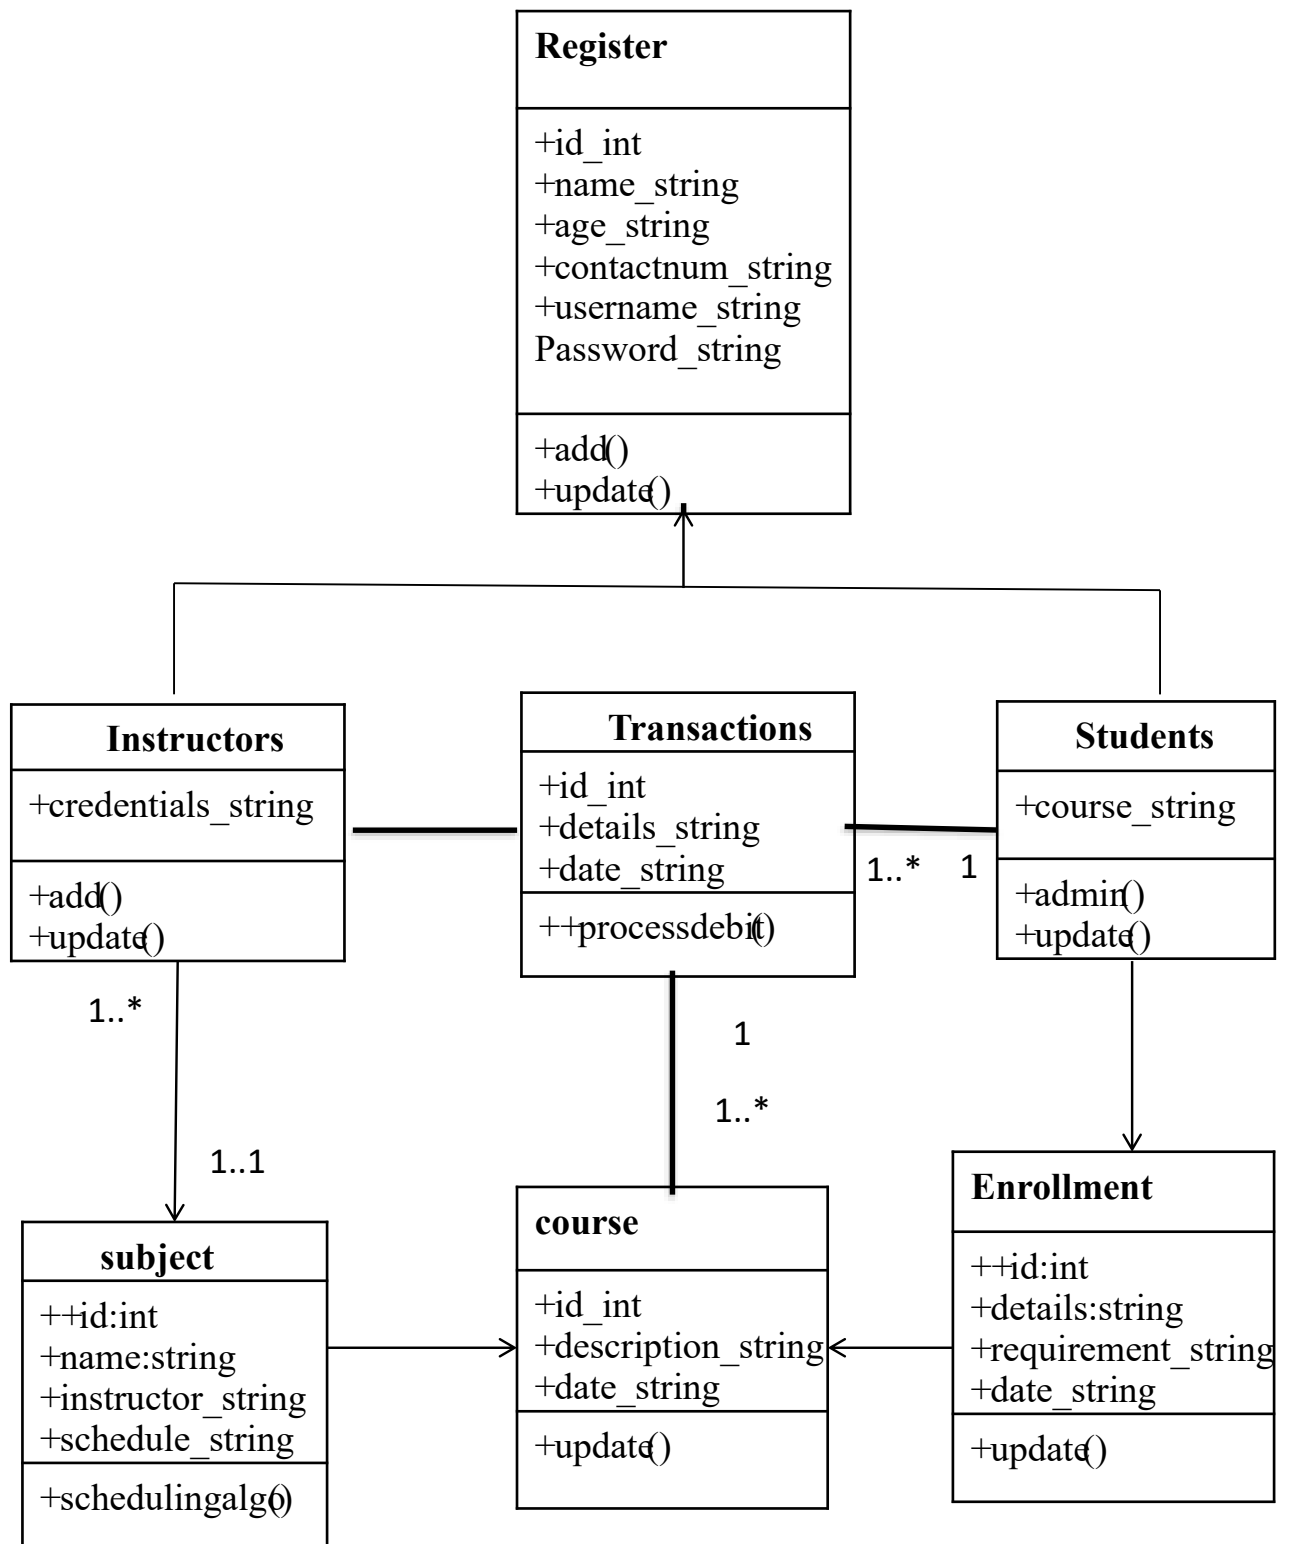 Register
+id_int
+name_string
+age_string
+contactnum_string
+username_string
Password_string
+add()
+update()
Instructors
+credentials_string
+add()
+update()
Transactions
+id_int
+details_string
+date_string
++processdebit()
Students
+course_string
+admin()
+update()
1..*
1
1..*
1
1..*
1..1
subject
++id:int
+name:string
+instructor_string
+schedule_string
+schedulingalgo()
course
+id_int
+description_string
+date_string
+update()
Enrollment
++id:int
+details:string
+requirement_string
+date_string
+update()